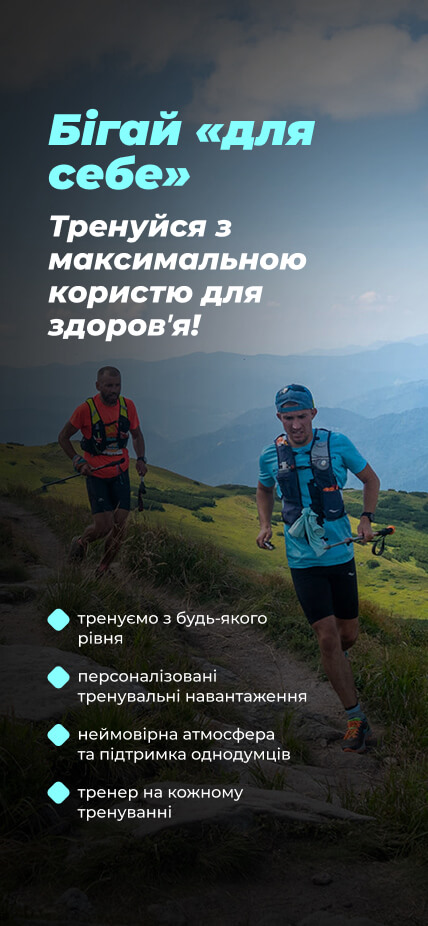 Бігай «для
себе»
Тренуйся з
максимальною
користю для
здоров'я!
тренуємо з будь-якого
рівня
персоналізовані
тренувальні навантаження
неймовірна атмосфера
та підтримка однодумців
тренер на кожному
тренуванні